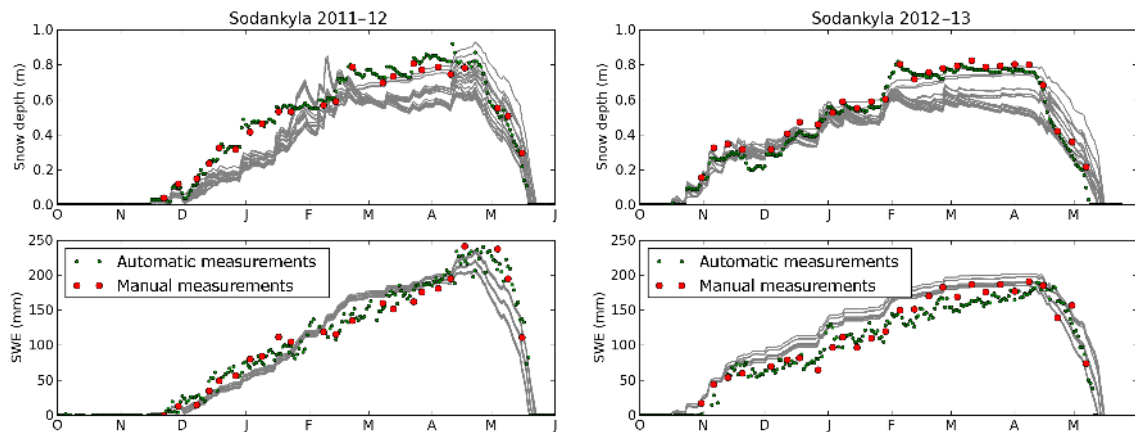 Sodankyla 2011–12
Snow depth (m)
1.0
0.8
0.6
0.4
0.2
0.0
O N D J F M A M J
Sodankyla 2012–13
Snow depth (m)
1.0
0.8
0.6
0.4
0.2
0.0
O N D J F M A M
SWE (mm)
250
200
150
100
50
0
Automatic measurements
Manual measurements
O N D J F M A M J
SWE (mm)
250
200
150
100
50
0
Automatic measurements
Manual measurements
O N D J F M A M